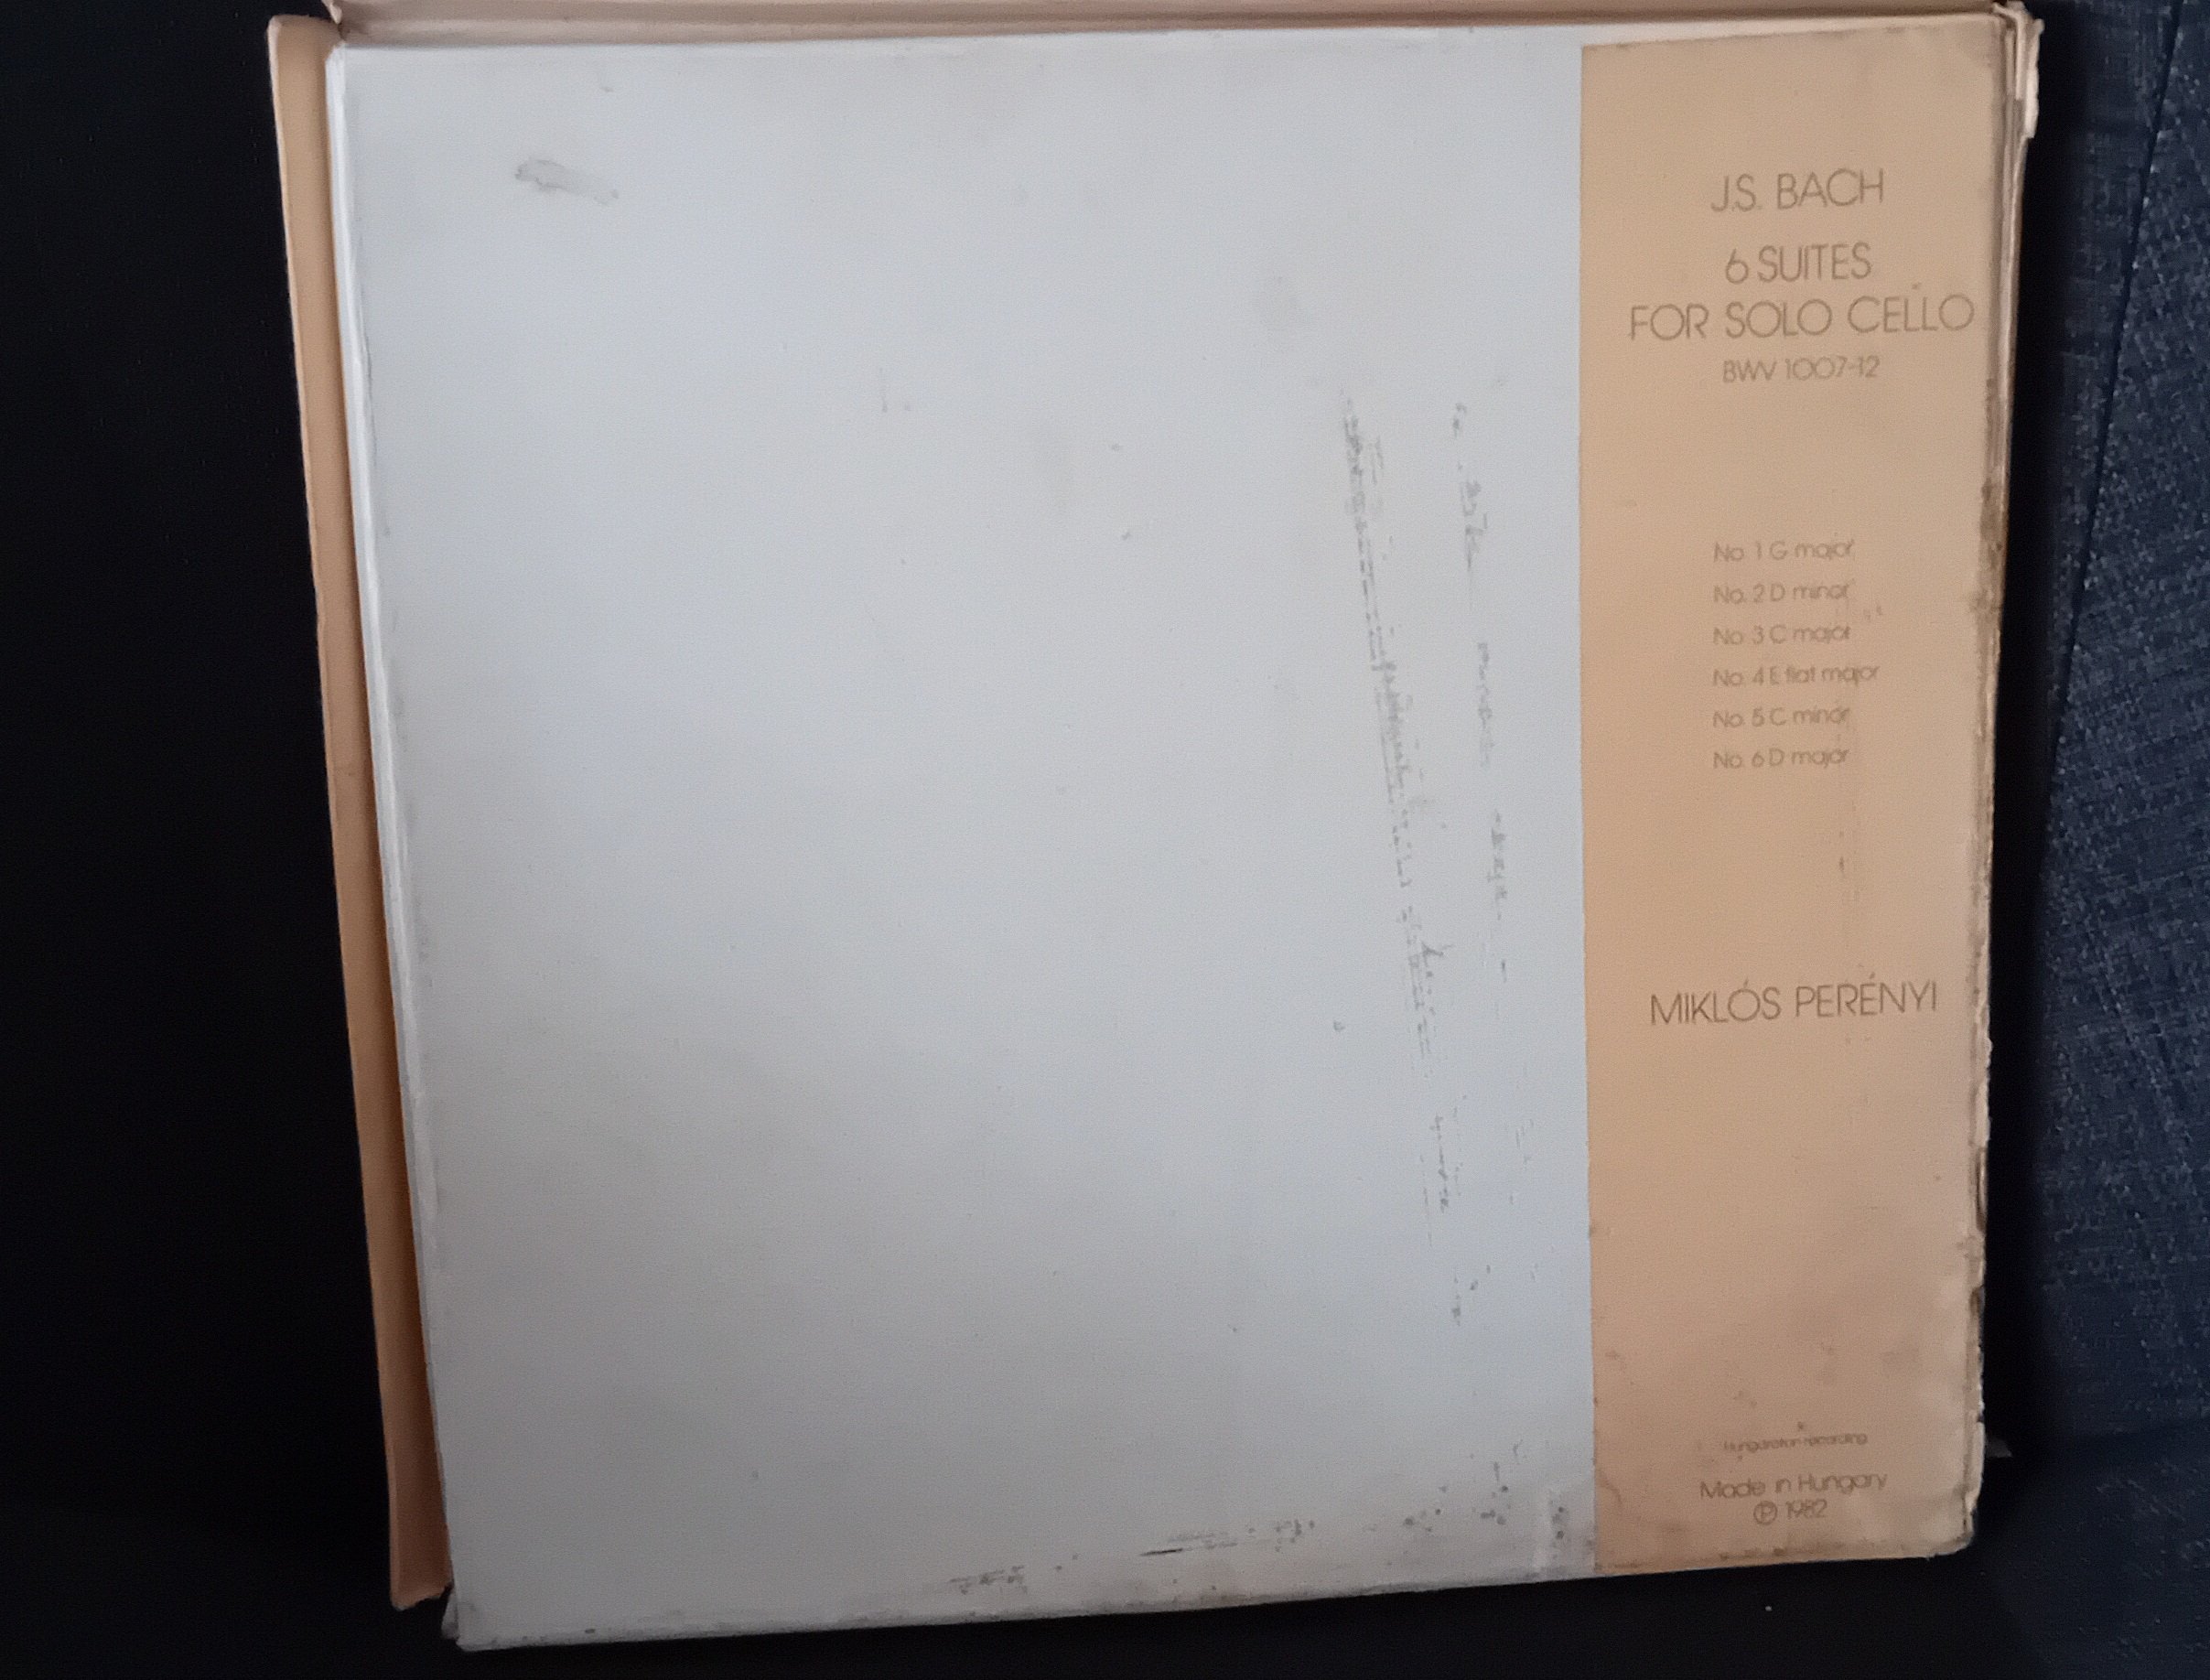 J.S. BACH
6 SUITES
FOR SOLO CELLO
BWV 1007-12
No. 1 G major
No. 2 D minor
No. 3 C major
No. 4 E flat major
No. 5 C minor
No. 6 D major
MIKLÓS PERÉNYI
Hungaroton recording
Made in Hungary
℗ 1982